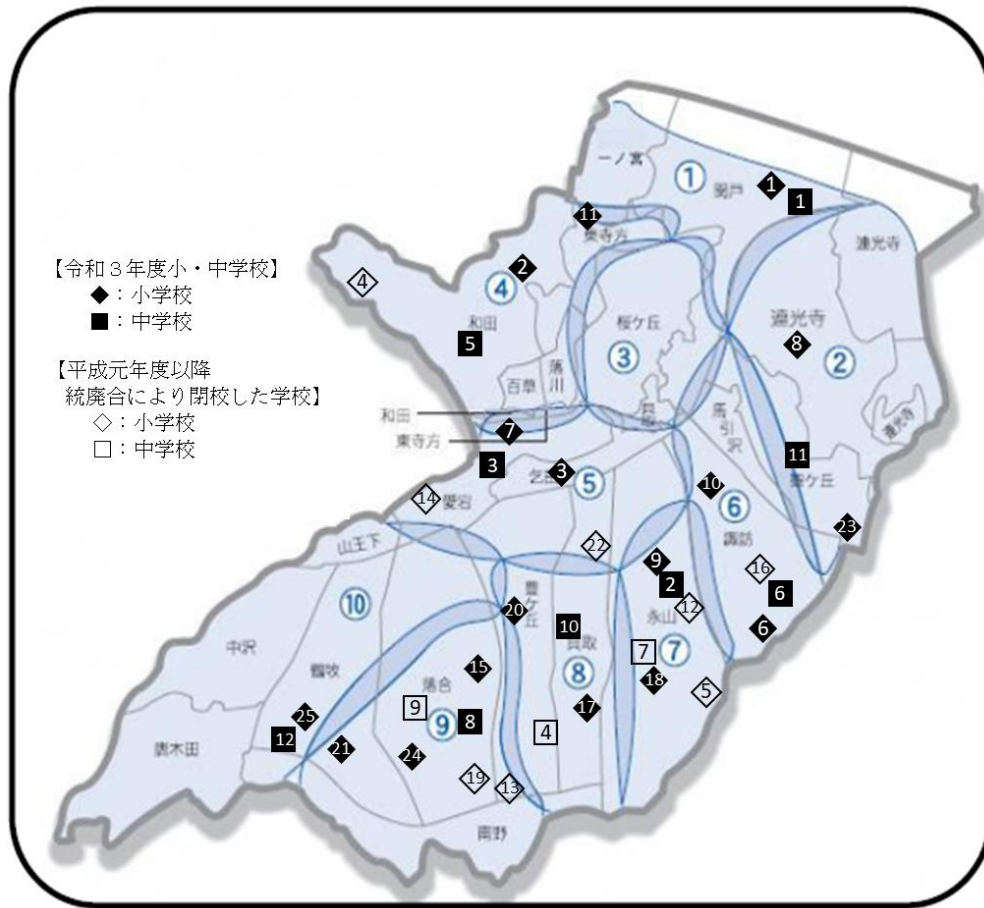 一ノ宮
①
関戸
1
1
11
東寺方
連光寺
【令和３年度小・中学校】
◆：小学校
■：中学校
4
2
④
和田
5
桜ケ丘
③
連光寺
8
②
【平成元年度以降
統廃合により閉校した学校】
◇：小学校
□：中学校
百草
落川
和田
東寺方
貝取
馬引沢
連光寺
7
3
乞田
3
⑤
10
⑥
諏訪
11
桜ケ丘
23
14
愛宕
山王下
22
9
2
16
6
12
永山
⑦
6
⑩
豊ケ丘
20
10
貝取
⑧
7
18
5
中沢
鶴牧
15
落合
9
⑨
8
17
4
25
12
21
24
19
13
唐木田
南野